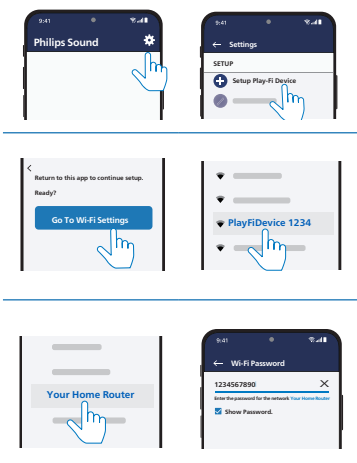 9:41
Philips Sound
9:41
← Settings
SETUP
Setup Play-Fi Device
Return to this app to continue setup.
Ready?
Go To Wi-Fi Settings
PlayFiDevice 1234
Your Home Router
9:41
← Wi-Fi Password
1234567890
Enter the password for the network Your Home Router
Show Password.